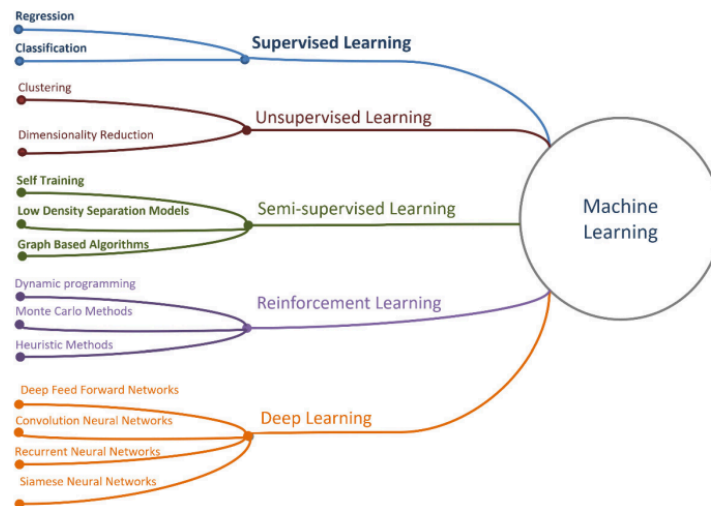 Regression
Supervised Learning
Classification
Clustering
Unsupervised Learning
Dimensionality Reduction
Self Training
Low Density Separation Models
Semi-supervised Learning
Graph Based Algorithms
Machine
Learning
Dynamic programming
Monte Carlo Methods
Reinforcement Learning
Heuristic Methods
Deep Feed Forward Networks
Convolution Neural Networks
Deep Learning
Recurrent Neural Networks
Siamese Neural Networks